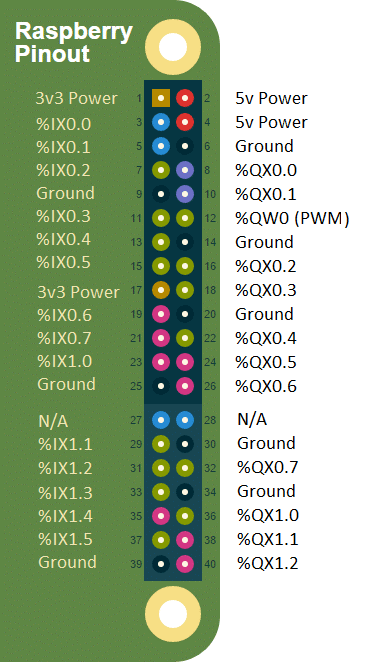 Raspberry
Pinout
3v3 Power 1 2 5v Power
%IX0.0 3 4 5v Power
%IX0.1 5 6 Ground
%IX0.2 7 8 %QX0.0
Ground 9 10 %QX0.1
%IX0.3 11 12 %QW0 (PWM)
%IX0.4 13 14 Ground
%IX0.5 15 16 %QX0.2
3v3 Power 17 18 %QX0.3
%IX0.6 19 20 Ground
%IX0.7 21 22 %QX0.4
%IX1.0 23 24 %QX0.5
Ground 25 26 %QX0.6
N/A 27 28 N/A
%IX1.1 29 30 Ground
%IX1.2 31 32 %QX0.7
%IX1.3 33 34 Ground
%IX1.4 35 36 %QX1.0
%IX1.5 37 38 %QX1.1
Ground 39 40 %QX1.2